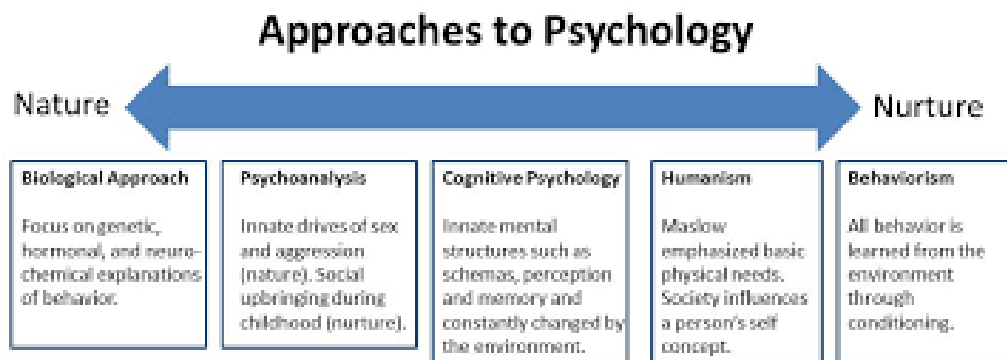 Approaches to Psychology
Nature
Nurture
Biological Approach
Focus on genetic,
hormonal, and neuro-
chemical explanations
of behavior.
Psychoanalysis
Innate drives of sex
and aggression
(nature). Social
upbringing during
childhood (nurture).
Cognitive Psychology
Innate mental
structures such as
schemas, perception
and memory and
constantly changed by
the environment.
Humanism
Maslow
emphasized basic
physical needs.
Society influences
a person's self
concept.
Behaviorism
All behavior is
learned from the
environment
through
conditioning.